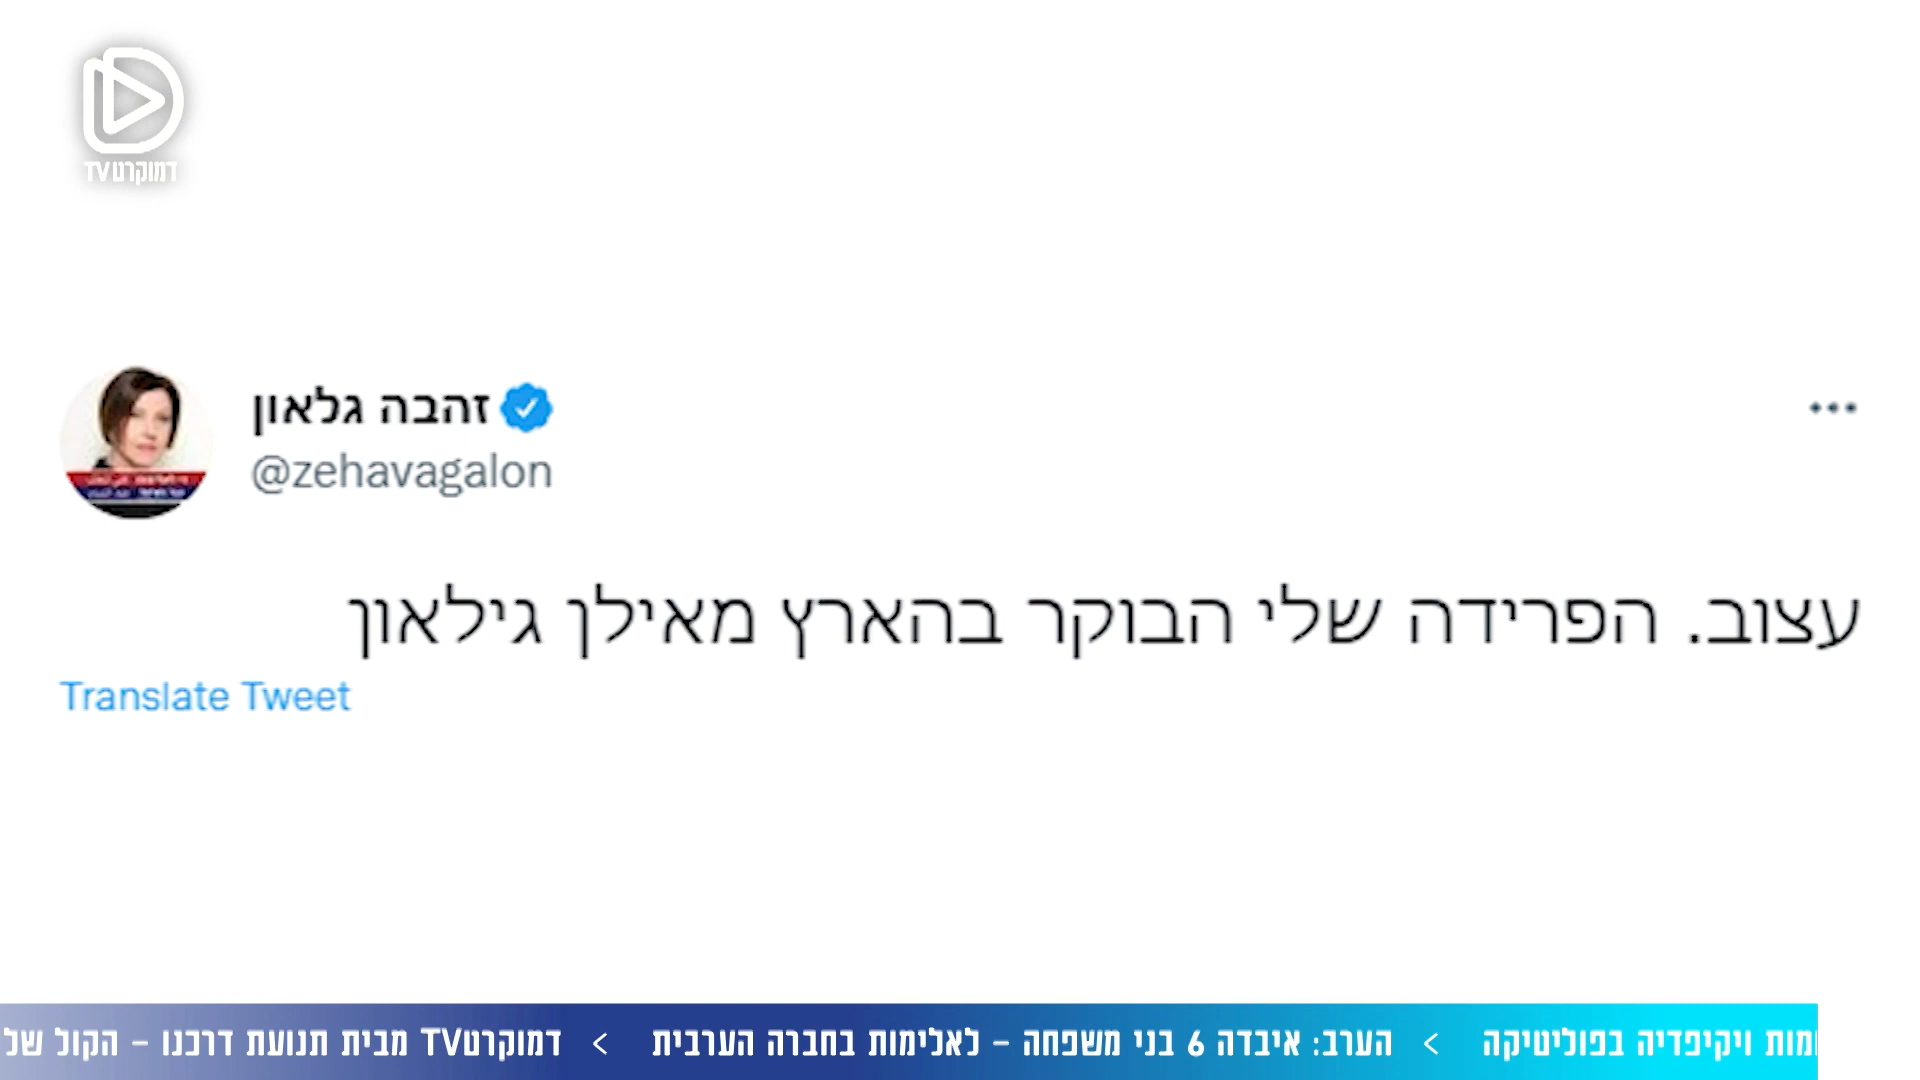 דמוקרטTV
זהבה גלאון
@zehavagalon
עצוב. הפרידה שלי הבוקר בהארץ מאילן גילאון
Translate Tweet
ויקיפדיה בפוליטיקה > הערב: איבדה 6 בני משפחה – לאלימות בחברה הערבית > דמוקרטTV מבית תנועת דרכנו – הקול של